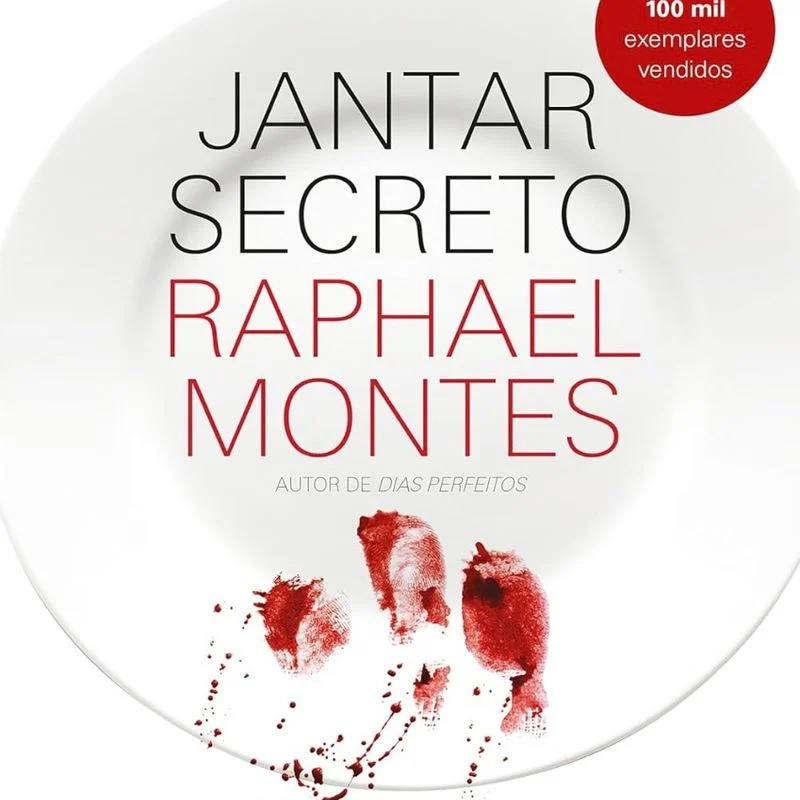 100 mil
exemplares
vendidos
JANTAR
SECRETO
RAPHAEL
MONTES
AUTOR DE DIAS PERFEITOS